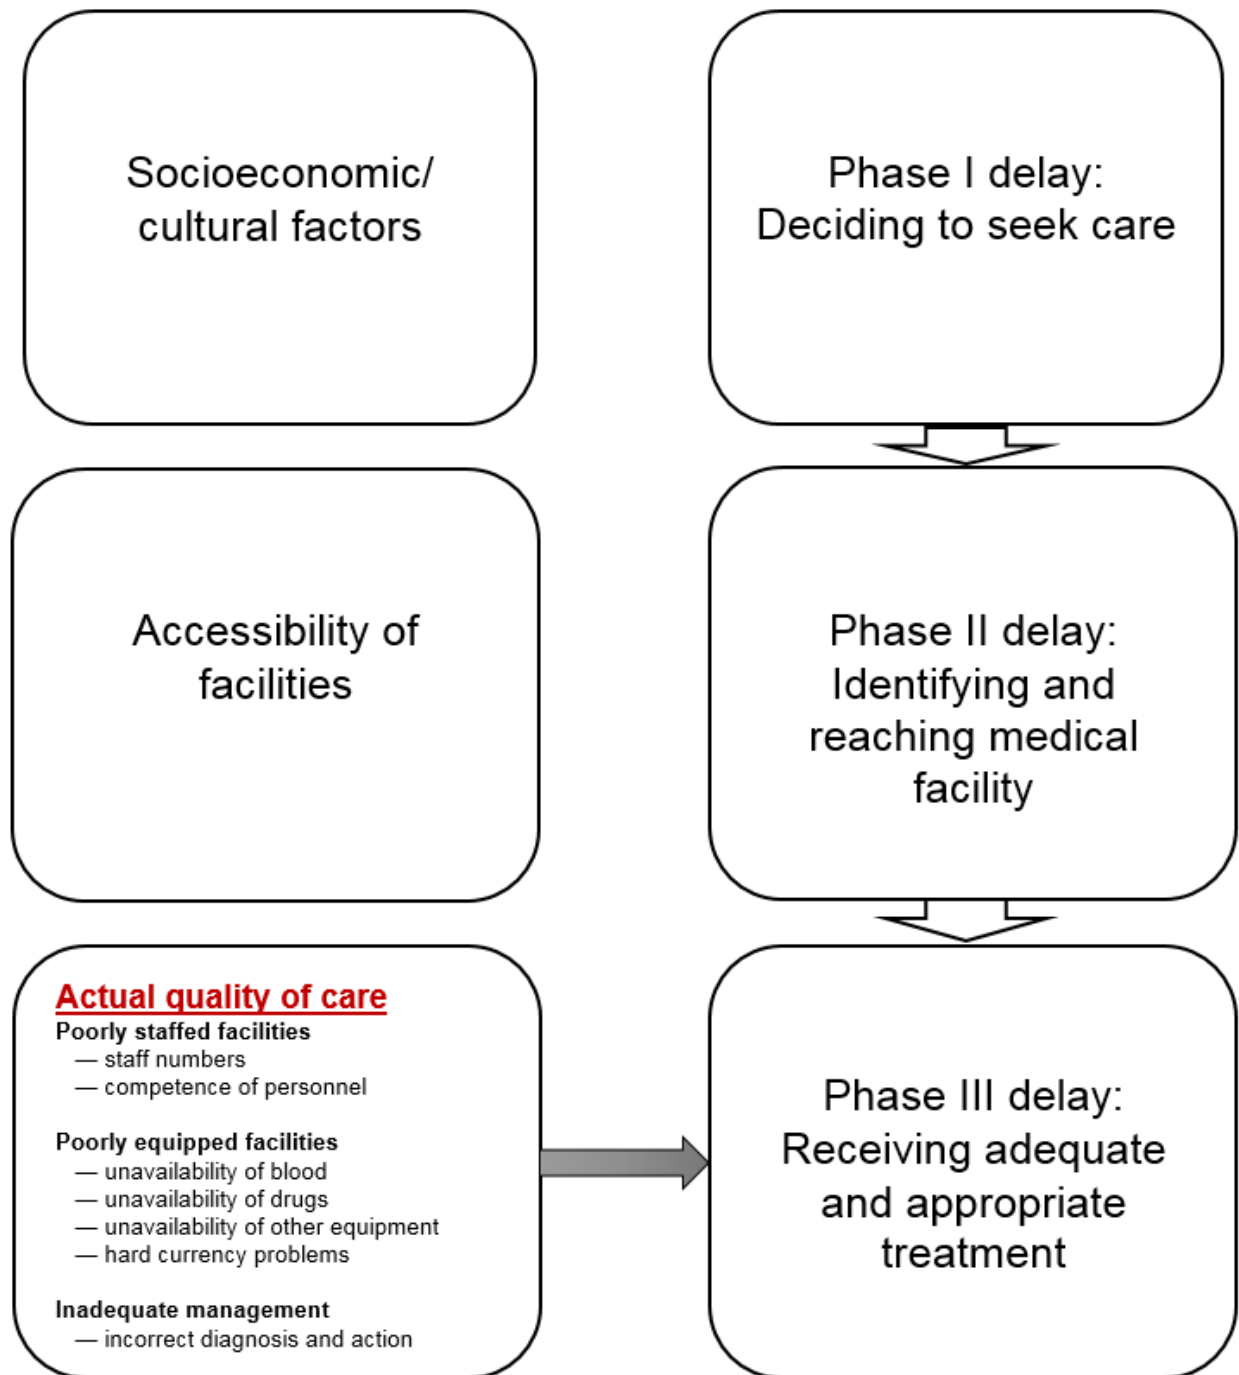 Socioeconomic/
cultural factors
Phase I delay:
Deciding to seek care
Accessibility of
facilities
Phase II delay:
Identifying and
reaching medical
facility
Actual quality of care
Poorly staffed facilities
— staff numbers
— competence of personnel
Poorly equipped facilities
— unavailability of blood
— unavailability of drugs
— unavailability of other equipment
— hard currency problems
Inadequate management
— incorrect diagnosis and action
Phase III delay:
Receiving adequate
and appropriate
treatment